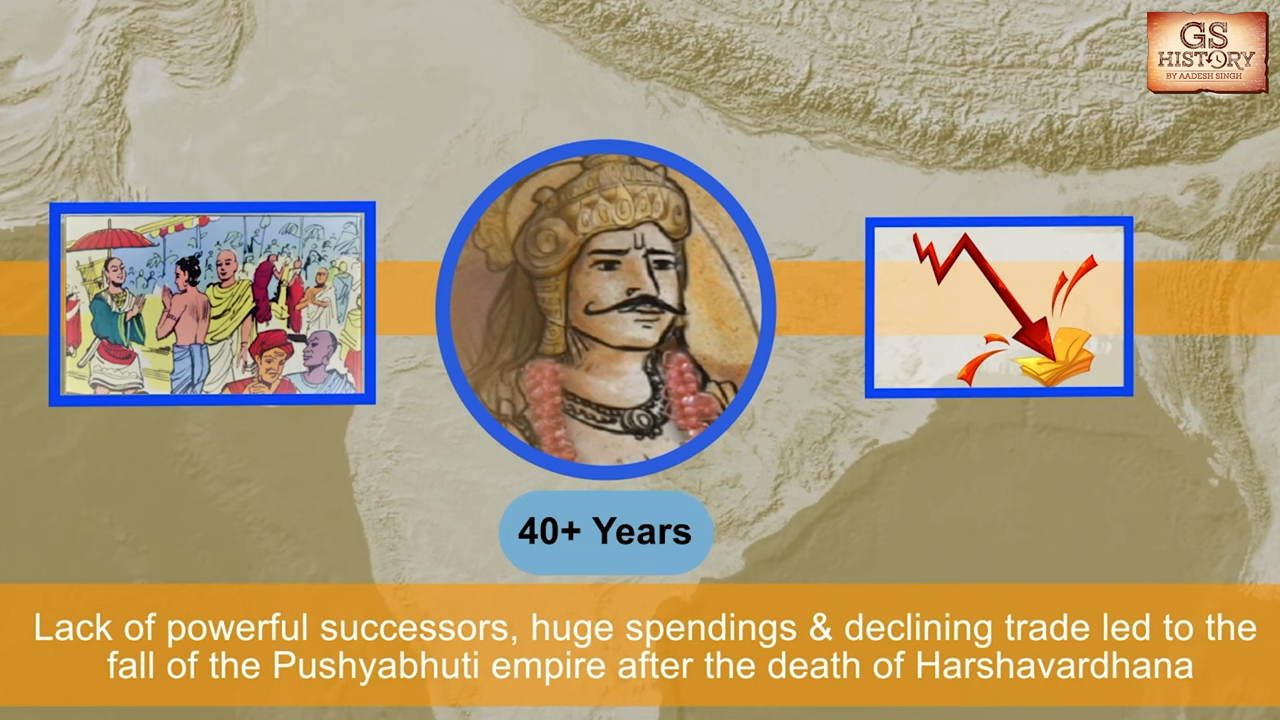 GS
HISTORY
BY AADESH SINGH
40+ Years
Lack of powerful successors, huge spendings & declining trade led to the
fall of the Pushyabhuti empire after the death of Harshavardhana